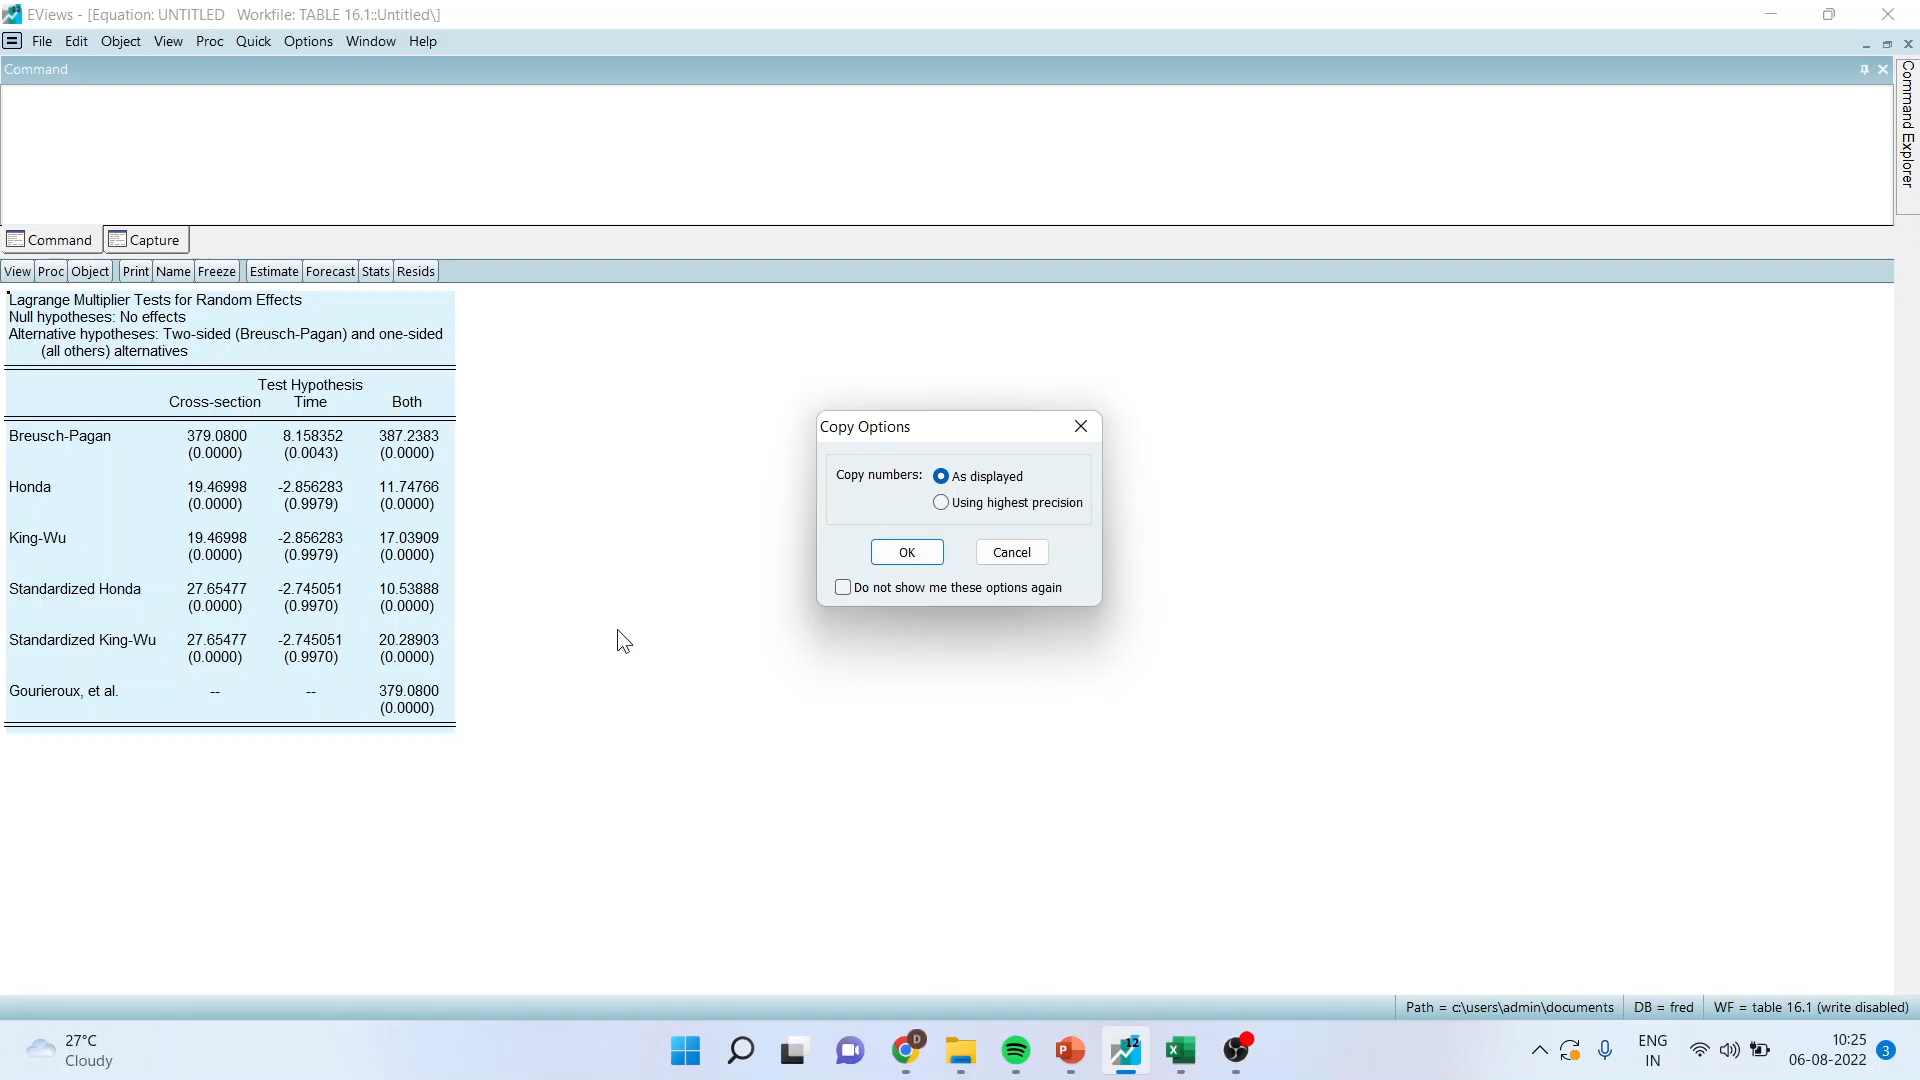 EViews - [Equation: UNTITLED   Workfile: TABLE 16.1::Untitled\]
File Edit Object View Proc Quick Options Window Help
Command
Command Explorer
Command Capture
View Proc Object Print Name Freeze Estimate Forecast Stats Resids
Lagrange Multiplier Tests for Random Effects
Null hypotheses: No effects
Alternative hypotheses: Two-sided (Breusch-Pagan) and one-sided
(all others) alternatives
Test Hypothesis
Cross-section Time Both
Breusch-Pagan 379.0800 8.158352 387.2383
(0.0000) (0.0043) (0.0000)
Honda 19.46998 -2.856283 11.74766
(0.0000) (0.9979) (0.0000)
King-Wu 19.46998 -2.856283 17.03909
(0.0000) (0.9979) (0.0000)
Standardized Honda 27.65477 -2.745051 10.53888
(0.0000) (0.9970) (0.0000)
Standardized King-Wu 27.65477 -2.745051 20.28903
(0.0000) (0.9970) (0.0000)
Gourieroux, et al. -- -- 379.0800
(0.0000)
Copy Options
Copy numbers: As displayed
Using highest precision
OK Cancel
Do not show me these options again
Path = c:\users\admin\documents DB = fred WF = table 16.1 (write disabled)
27°C
Cloudy
D
P
12
X
ENG
IN
10:25
06-08-2022
3